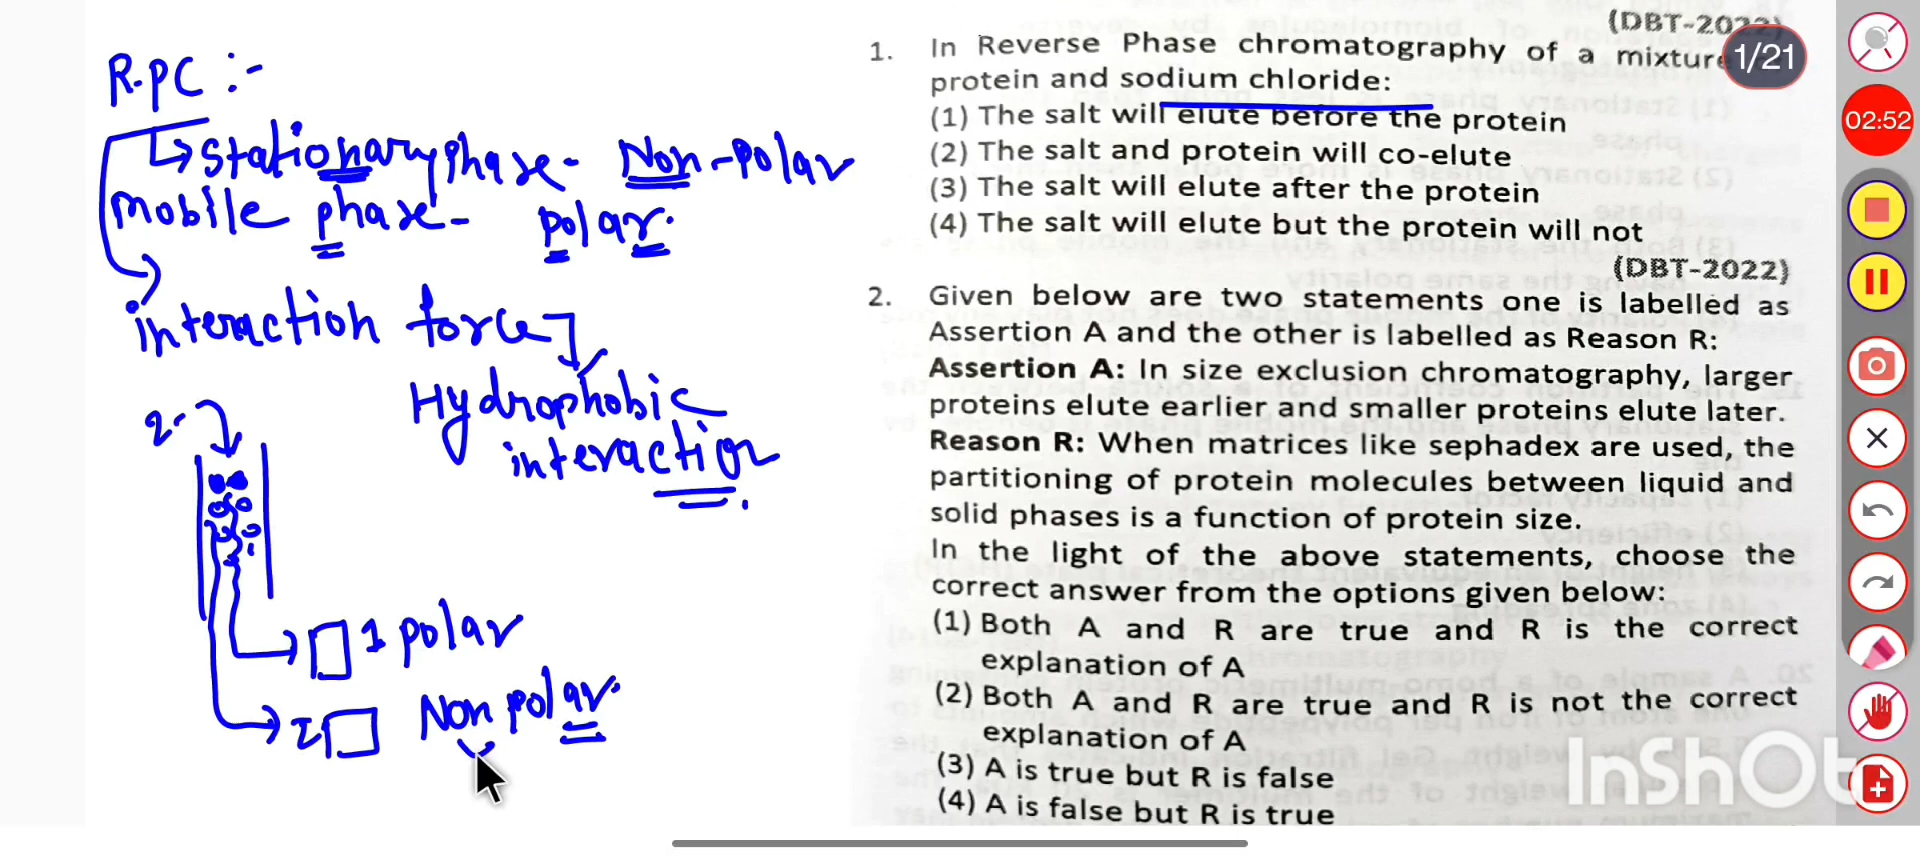 R.PC :-
Stationary phase - Non-polar
mobile phase - polar.
interaction force
Hydrophobic
interaction.
2.
1 polar
2 Non polar.
(DBT-2022)
1/21
02:52
1. In Reverse Phase chromatography of a mixture
protein and sodium chloride:
(1) The salt will elute before the protein
(2) The salt and protein will co-elute
(3) The salt will elute after the protein
(4) The salt will elute but the protein will not
(DBT-2022)
2. Given below are two statements one is labelled as
Assertion A and the other is labelled as Reason R:
Assertion A: In size exclusion chromatography, larger
proteins elute earlier and smaller proteins elute later.
Reason R: When matrices like sephadex are used, the
partitioning of protein molecules between liquid and
solid phases is a function of protein size.
In the light of the above statements, choose the
correct answer from the options given below:
(1) Both A and R are true and R is the correct
explanation of A
(2) Both A and R are true and R is not the correct
explanation of A
(3) A is true but R is false
(4) A is false but R is true
InShOt